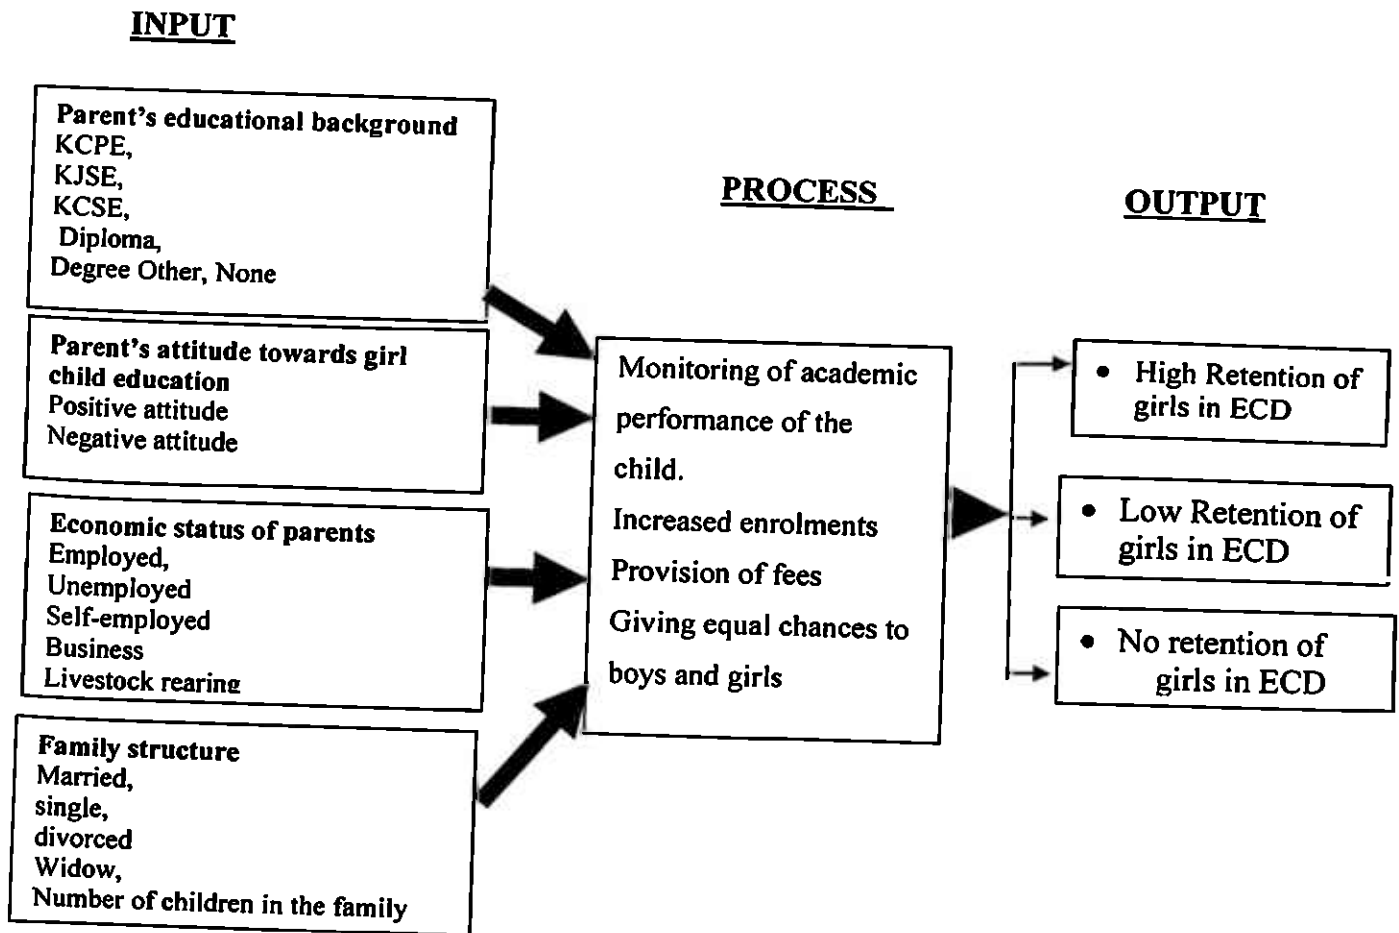 INPUT
Parent's educational background
KCPE,
KJSE,
KCSE,
Diploma,
Degree Other, None
Parent's attitude towards girl
child education
Positive attitude
Negative attitude
Economic status of parents
Employed,
Unemployed
Self-employed
Business
Livestock rearing
Family structure
Married,
single,
divorced
Widow,
Number of children in the family
PROCESS
Monitoring of academic
performance of the
child.
Increased enrolments
Provision of fees
Giving equal chances to
boys and girls
OUTPUT
• High Retention of
girls in ECD
• Low Retention of
girls in ECD
• No retention of
girls in ECD